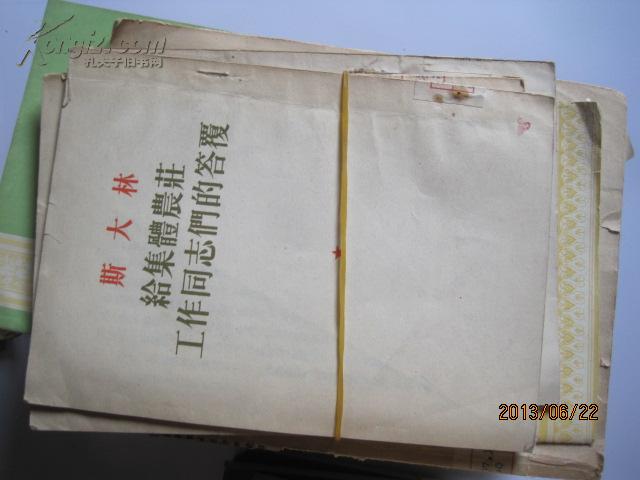 斯大林
給集體農莊
工作同志們的答覆
Kongfz.com
孔夫子旧书网
2013/06/22